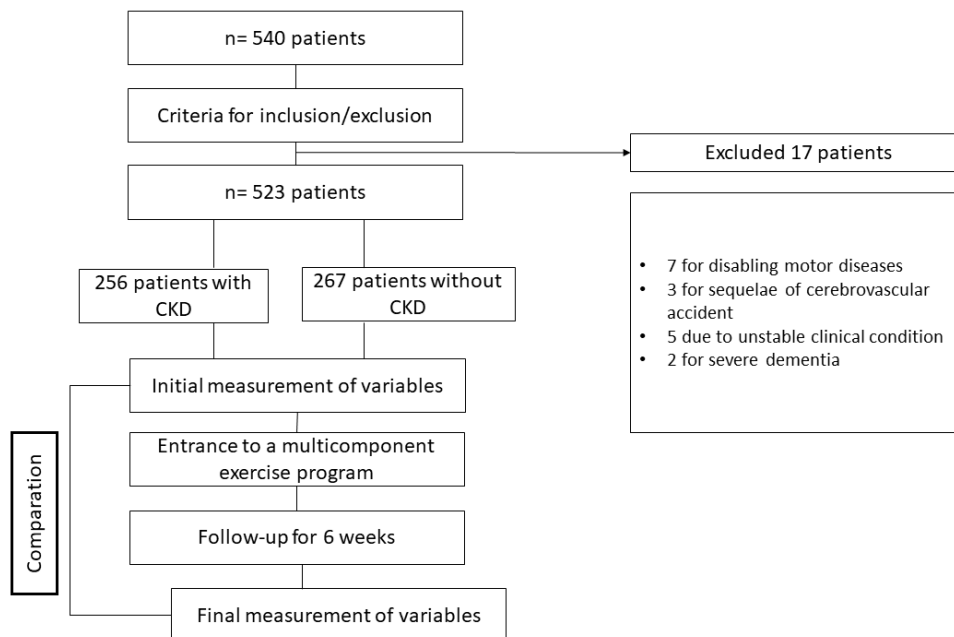 n= 540 patients
Criteria for inclusion/exclusion
Excluded 17 patients
n= 523 patients
• 7 for disabling motor diseases
• 3 for sequelae of cerebrovascular
accident
• 5 due to unstable clinical condition
• 2 for severe dementia
256 patients with
CKD
267 patients without
CKD
Initial measurement of variables
Entrance to a multicomponent
exercise program
Comparation
Follow-up for 6 weeks
Final measurement of variables